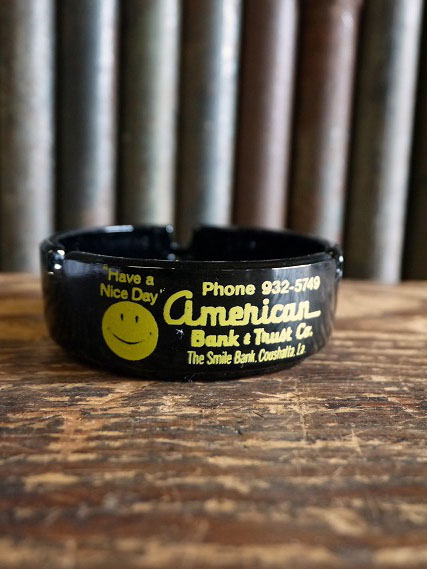 "Have a
Nice Day
Phone 932-5749
American
Bank & Trust Co.
The Smile Bank, Coushatta, La.